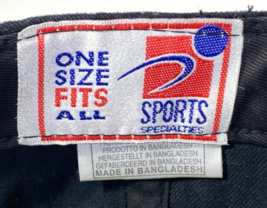 ONE
SIZE
FITS
ALL
SPORTS
SPECIALTIES
PRODOTTO IN BANGLADESH
HERGESTELLT IN BANGLADESH
GEFABRICEERD IN BANGLADESH
MADE IN BANGLADESH